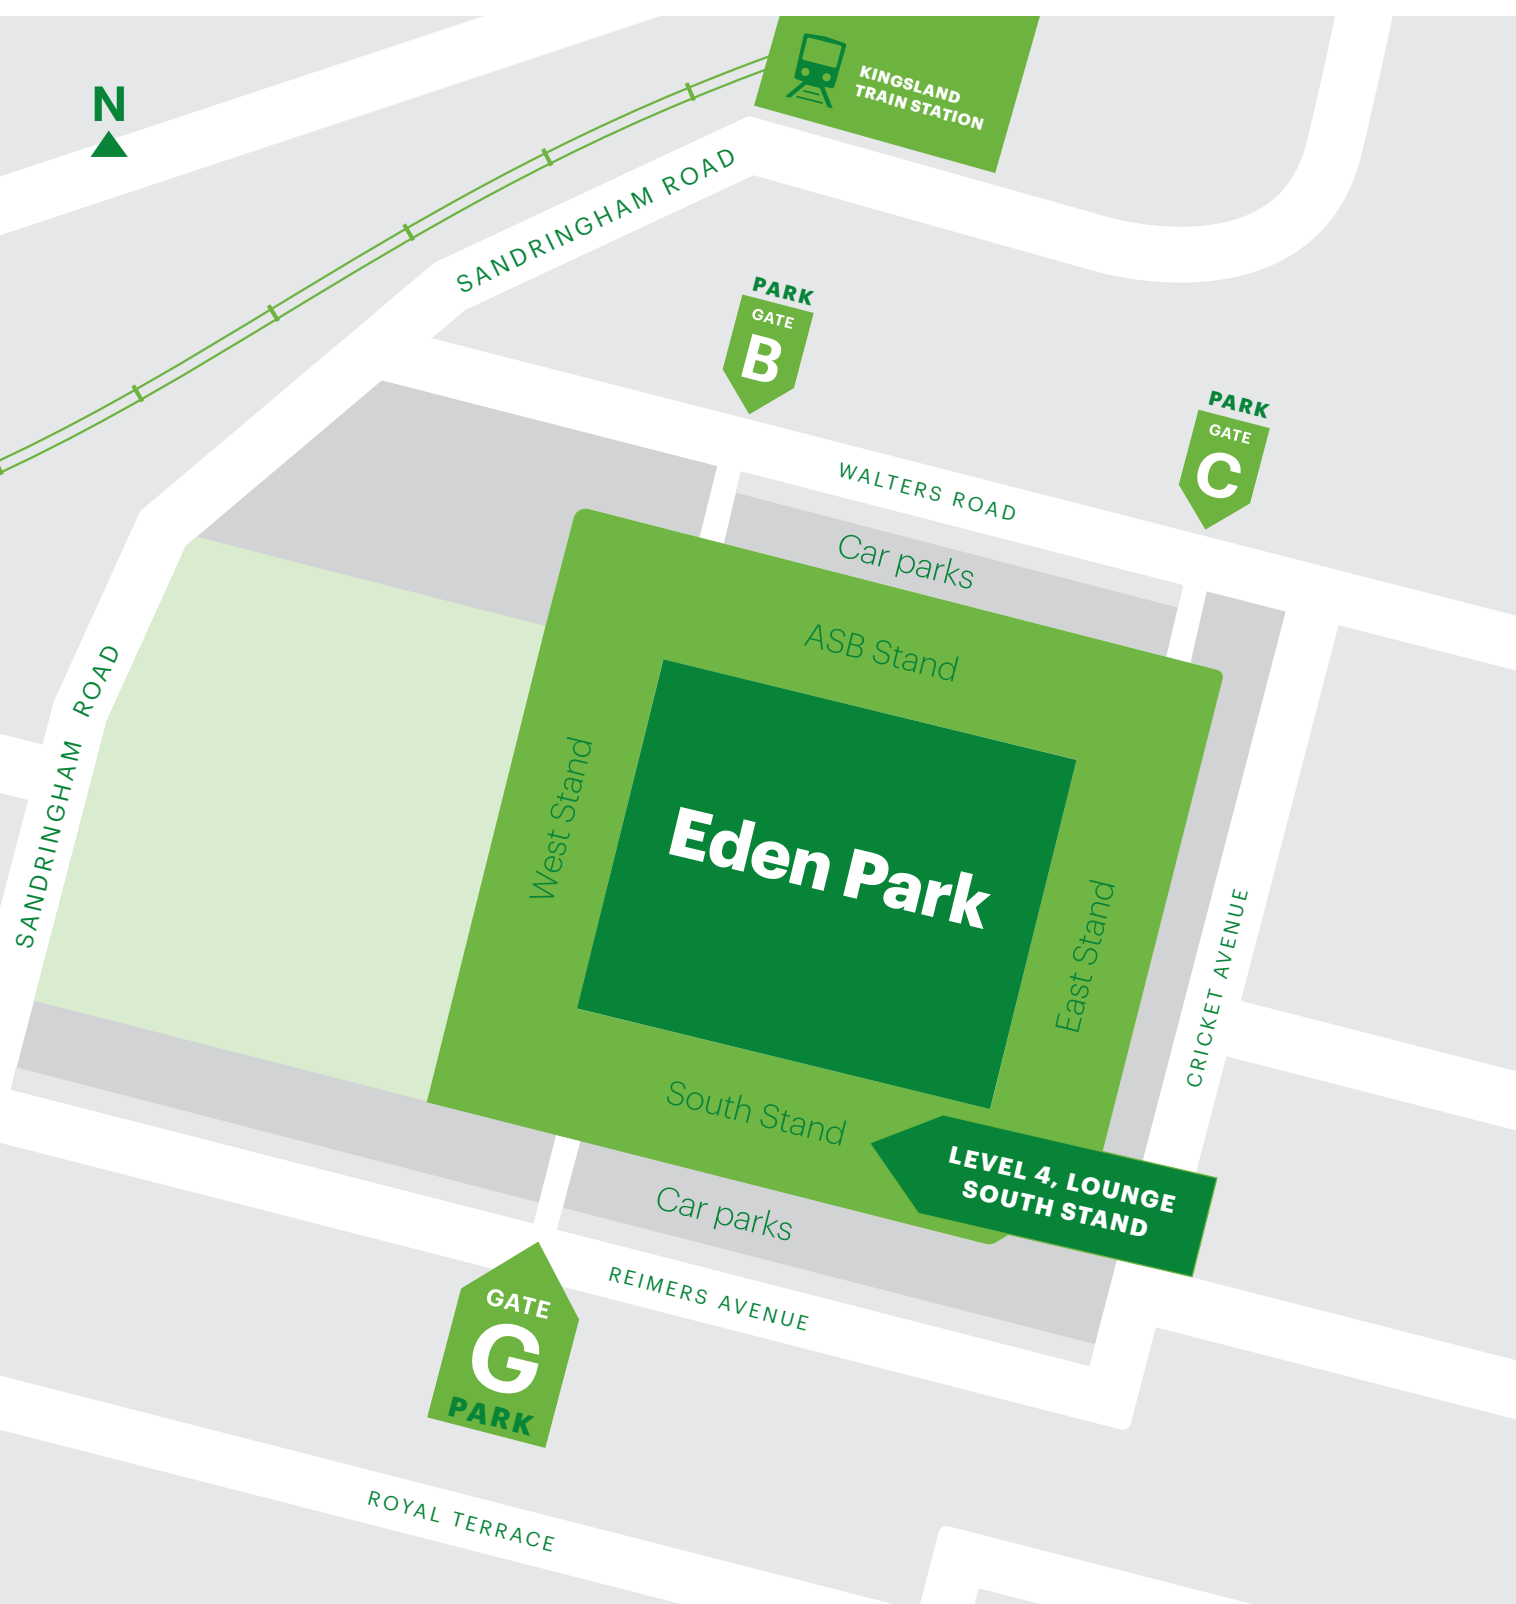 N
KINGSLAND
TRAIN STATION
SANDRINGHAM ROAD
PARK
GATE
B
PARK
GATE
C
WALTERS ROAD
Car parks
ASB Stand
SANDRINGHAM ROAD
West Stand
Eden Park
East Stand
CRICKET AVENUE
South Stand
LEVEL 4, LOUNGE
SOUTH STAND
Car parks
REIMERS AVENUE
GATE
G
PARK
ROYAL TERRACE